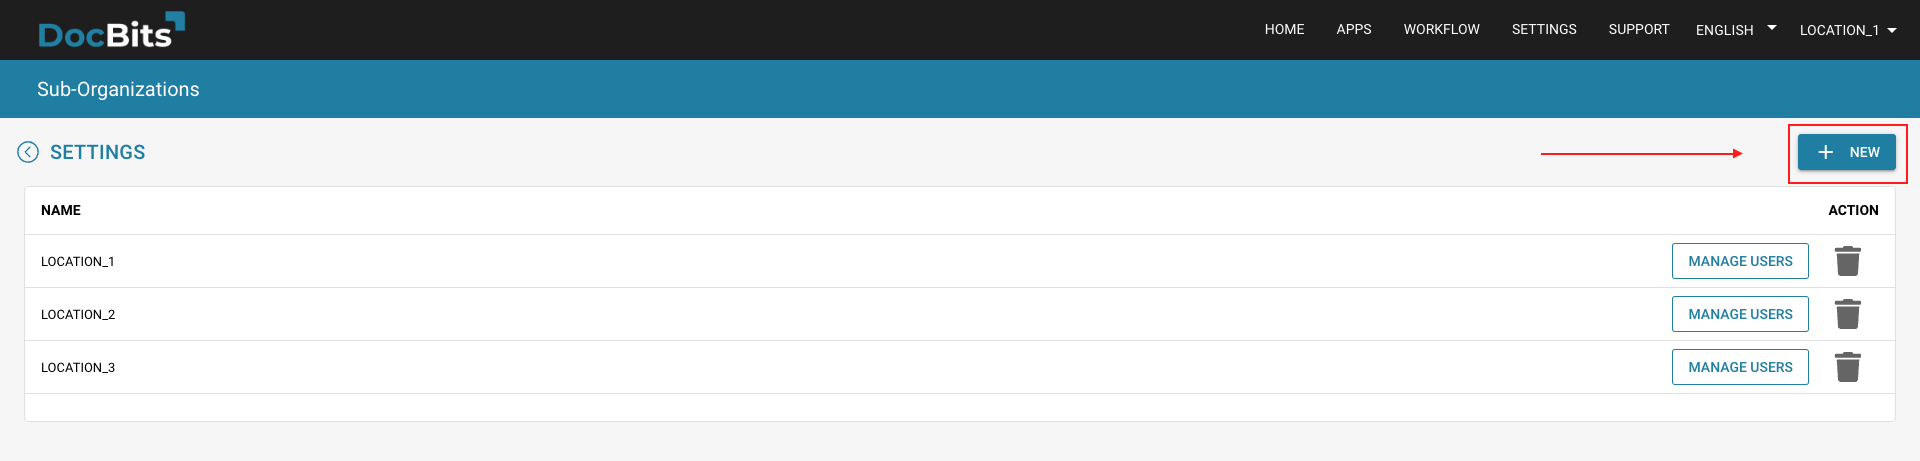 DocBits
HOME APPS WORKFLOW SETTINGS SUPPORT ENGLISH LOCATION_1
Sub-Organizations
SETTINGS
+ NEW
NAME ACTION
LOCATION_1 MANAGE USERS
LOCATION_2 MANAGE USERS
LOCATION_3 MANAGE USERS